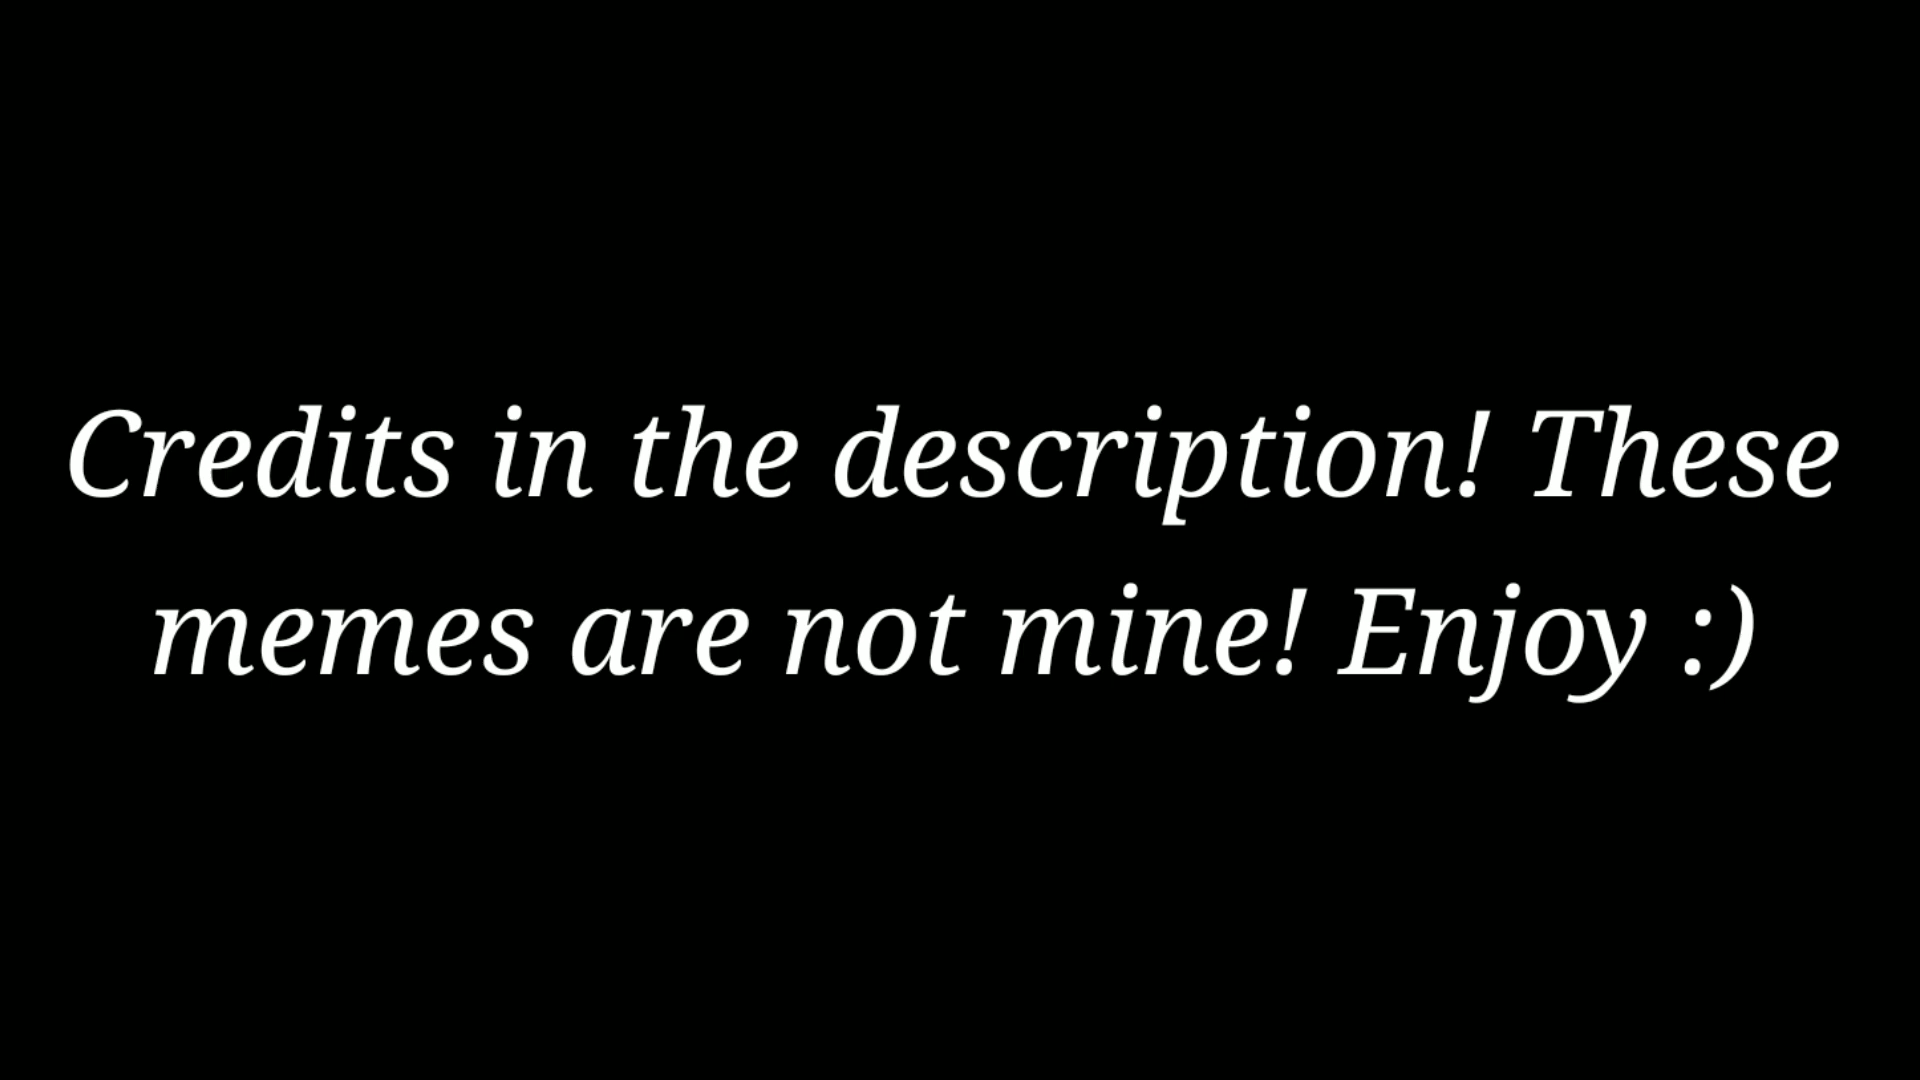 Credits in the description! These
memes are not mine! Enjoy :)